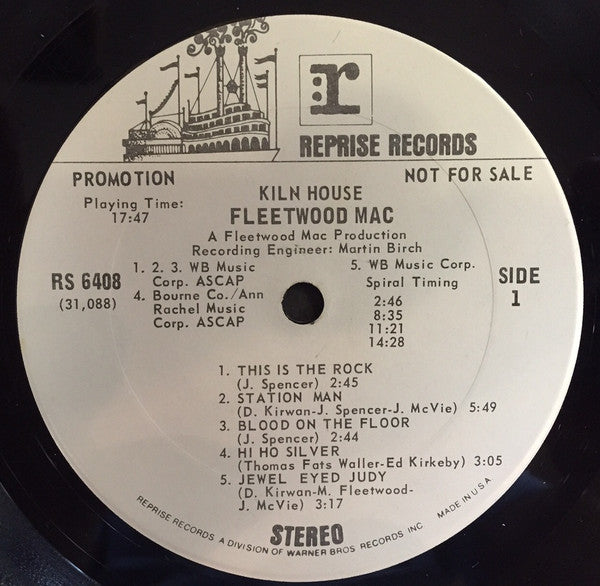 r
REPRISE RECORDS
PROMOTION
NOT FOR SALE
Playing Time:
17:47
KILN HOUSE
FLEETWOOD MAC
A Fleetwood Mac Production
Recording Engineer: Martin Birch
RS 6408
(31,088)
1. 2. 3. WB Music
Corp. ASCAP
4. Bourne Co./Ann
Rachel Music
Corp. ASCAP
5. WB Music Corp.
Spiral Timing
2:46
8:35
11:21
14:28
SIDE
1
1. THIS IS THE ROCK
(J. Spencer) 2:45
2. STATION MAN
(D. Kirwan-J. Spencer-J. McVie) 5:49
3. BLOOD ON THE FLOOR
(J. Spencer) 2:44
4. HI HO SILVER
(Thomas Fats Waller-Ed Kirkeby) 3:05
5. JEWEL EYED JUDY
(D. Kirwan-M. Fleetwood-
J. McVie) 3:17
STEREO
REPRISE RECORDS A DIVISION OF WARNER BROS RECORDS INC. MADE IN U.S.A.